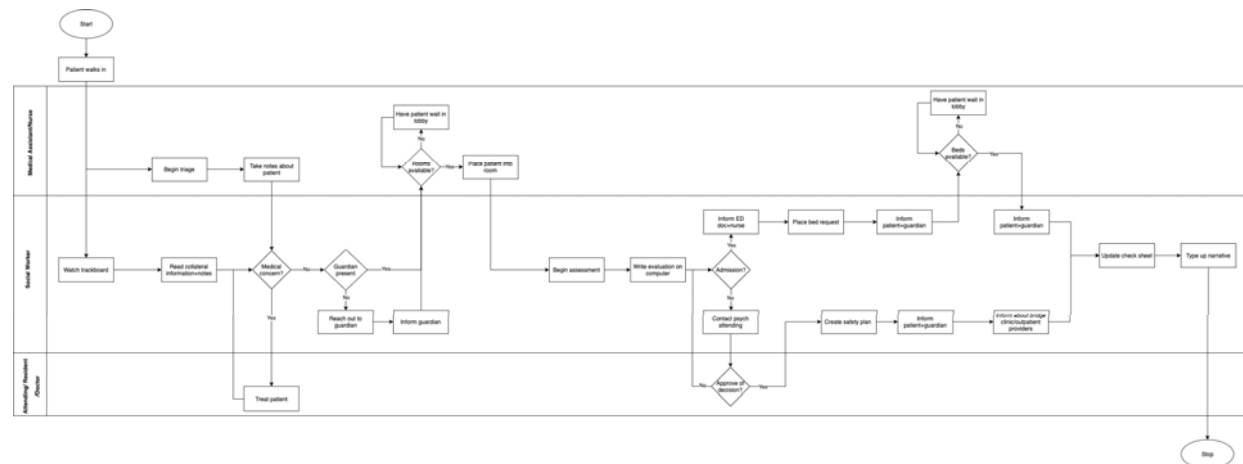 Start
Patient walks in
Medical Assistant/Nurse
Have patient wait in
lobby
No
Rooms
available?
Yes
Place patient into
room
Begin triage
Take notes about
patient
Have patient wait in
lobby
No
Beds
available?
Yes
Social Worker
Watch trackboard
Read collateral
information+notes
Medical
concern?
No
Yes
Guardian
present
Yes
No
Reach out to
guardian
Inform guardian
Begin assessment
Write evaluation on
computer
Inform ED
doc+nurse
Yes
Admission?
No
Contact psych
attending
Place bed request
Inform
patient+guardian
Inform
patient+guardian
Create safety plan
Inform
patient+guardian
Inform about bridge
clinic/outpatient
providers
Update check sheet
Type up narrative
Attending/ Resident
/Doctor
Treat patient
No
Approve of
decision?
Yes
Stop